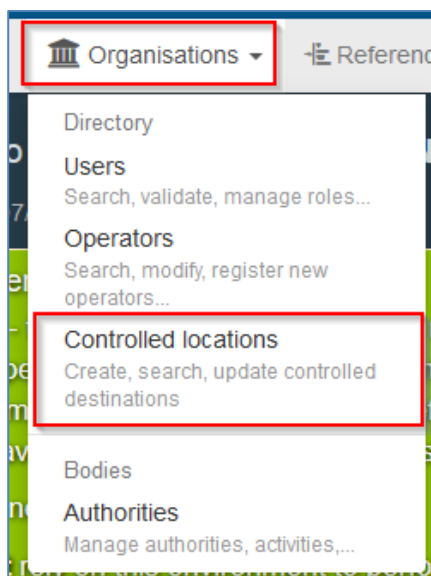 Organisations
Directory
Users
Search, validate, manage roles...
Operators
Search, modify, register new
operators...
Controlled locations
Create, search, update controlled
destinations
Bodies
Authorities
Manage authorities, activities,...